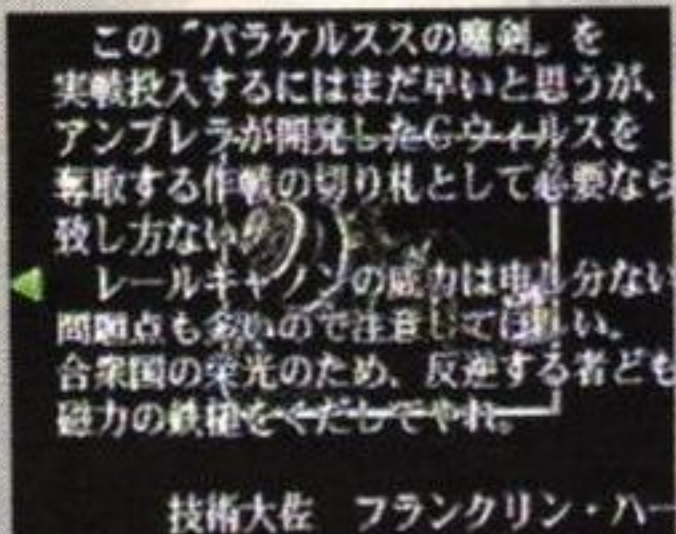 この〝パラケルススの魔剣〟を
実戦投入するにはまだ早いと思うが、
アンブレラが開発したGウィルスを
奪取する作戦の切り札として必要なら
致し方ない。
レールキャノンの威力は申し分ない
問題点も多いので注意してほしい。
合衆国の栄光のため、反逆する者ども
磁力の鉄槌をくだしてやれ。
技術大佐 フランクリン・ハー